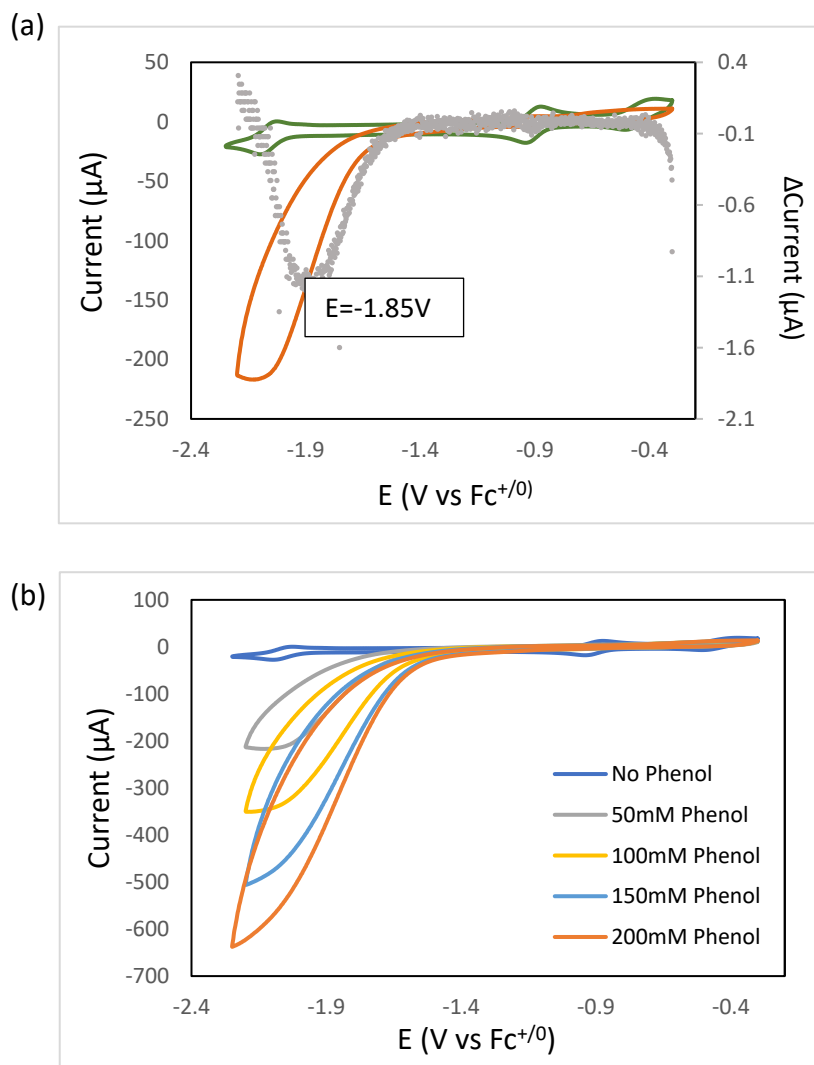 (a)
50
0
-50
-100
-150
-200
-250
0.4
-0.1
-0.6
-1.1
-1.6
-2.1
Current (µA)
ΔCurrent (µA)
E=-1.85V
-2.4 -1.9 -1.4 -0.9 -0.4
E (V vs Fc+/0)
(b)
100
0
-100
-200
-300
-400
-500
-600
-700
Current (µA)
No Phenol
50mM Phenol
100mM Phenol
150mM Phenol
200mM Phenol
-2.4 -1.9 -1.4 -0.9 -0.4
E (V vs Fc+/0)